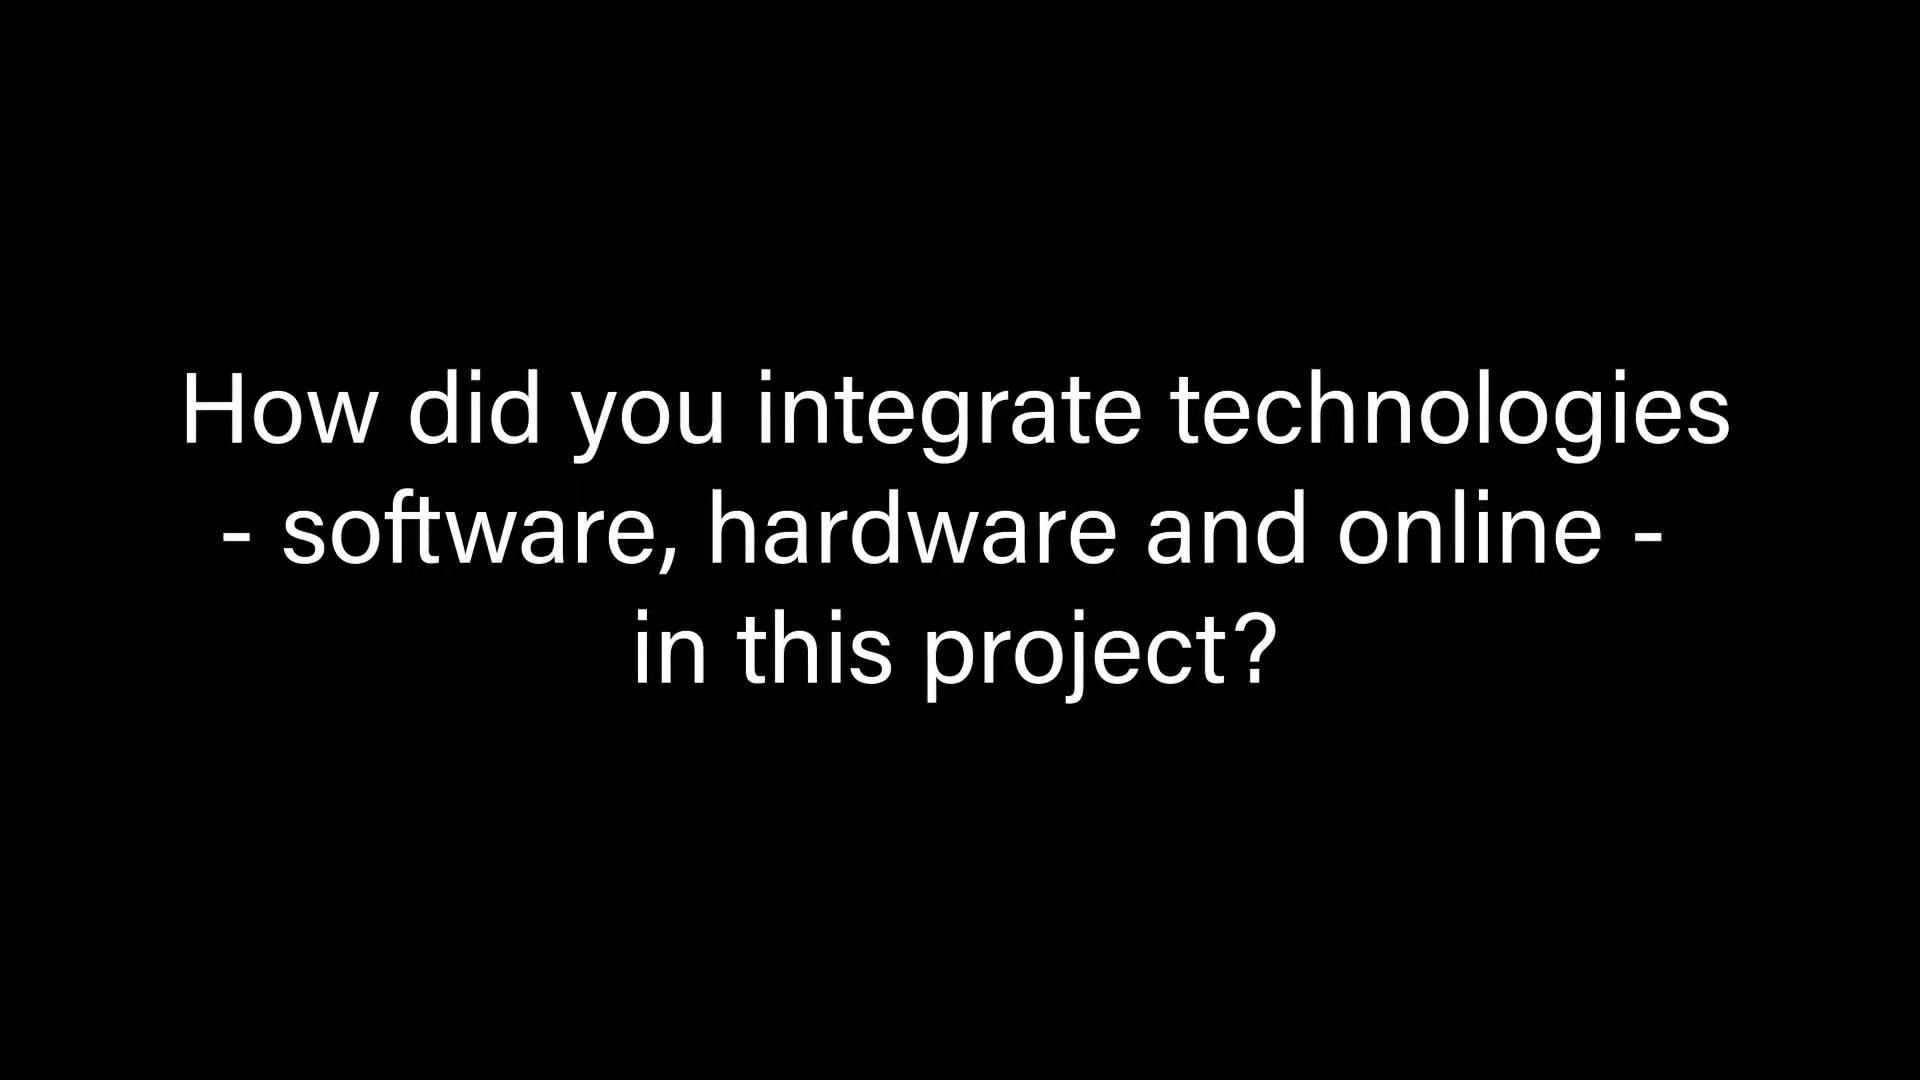 How did you integrate technologies
- software, hardware and online -
in this project?